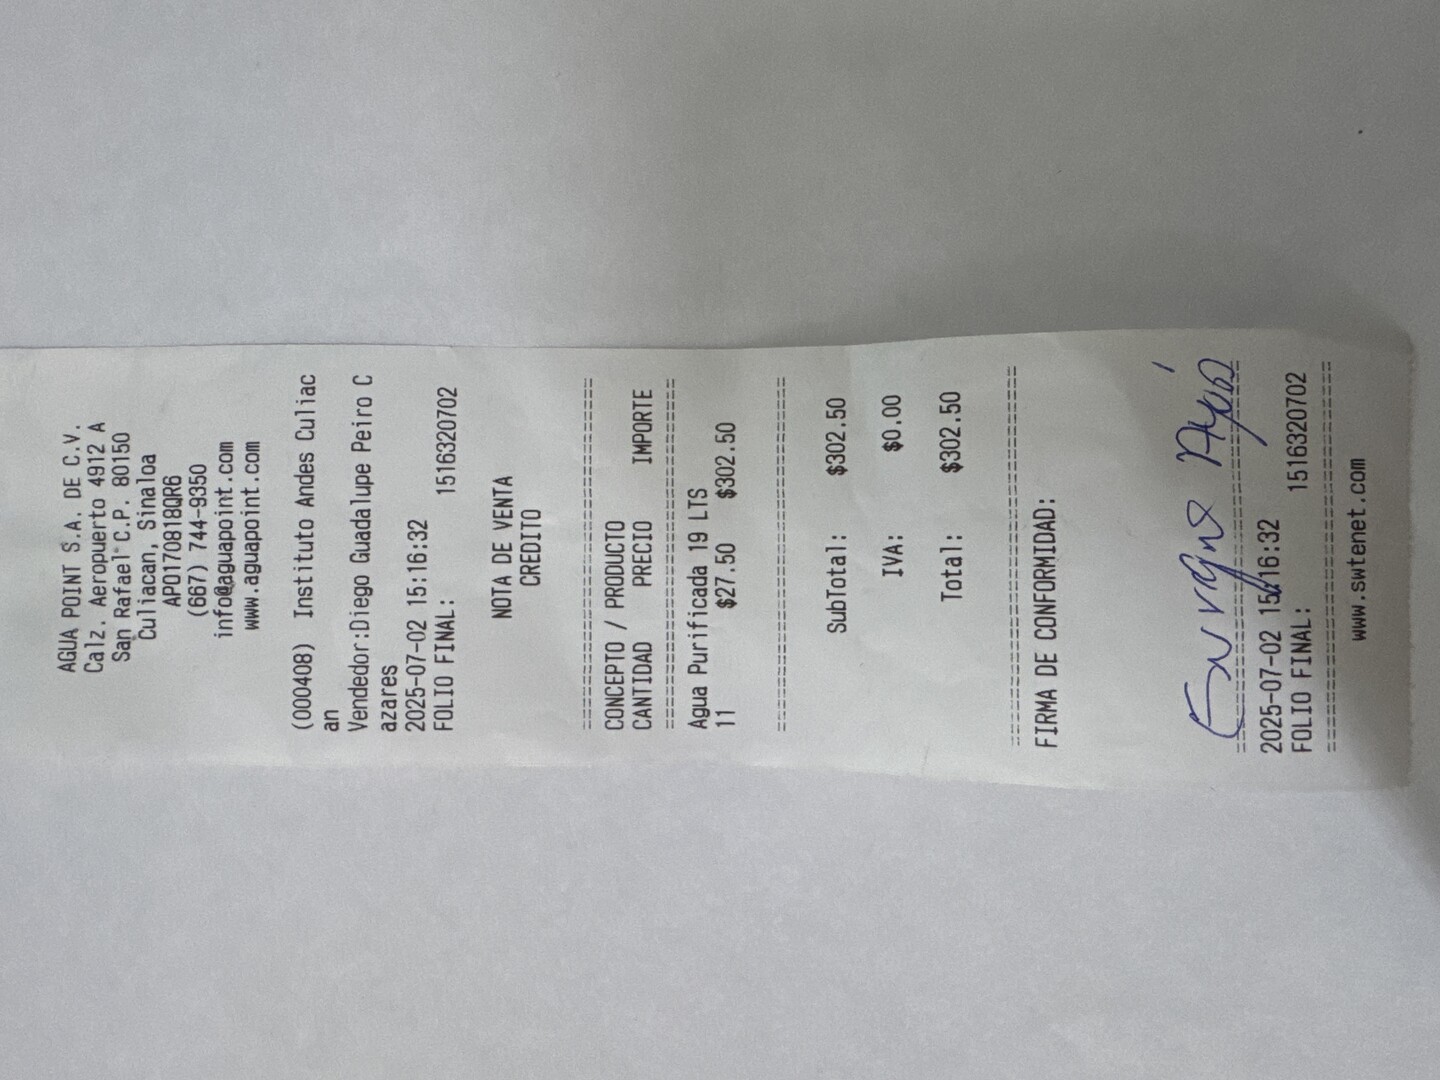 AGUA POINT S.A. DE C.V.
Calz. Aeropuerto 4912 A
San Rafael C.P. 80150
Culiacan, Sinaloa
APO170818QR6
(667) 744-9350
info@aguapoint.com
www.aguapoint.com
(000408) Instituto Andes Culiac
an
Vendedor:Diego Guadalupe Peiro C
azares
2025-07-02 15:16:32
FOLIO FINAL: 1516320702
NOTA DE VENTA
CREDITO
================================
CONCEPTO / PRODUCTO
CANTIDAD PRECIO IMPORTE
================================
Agua Purificada 19 LTS
11 $27.50 $302.50
================================
SubTotal: $302.50
IVA: $0.00
Total: $302.50
================================
FIRMA DE CONFORMIDAD:
================================
2025-07-02 15:16:32
FOLIO FINAL: 1516320702
================================
www.swtenet.com